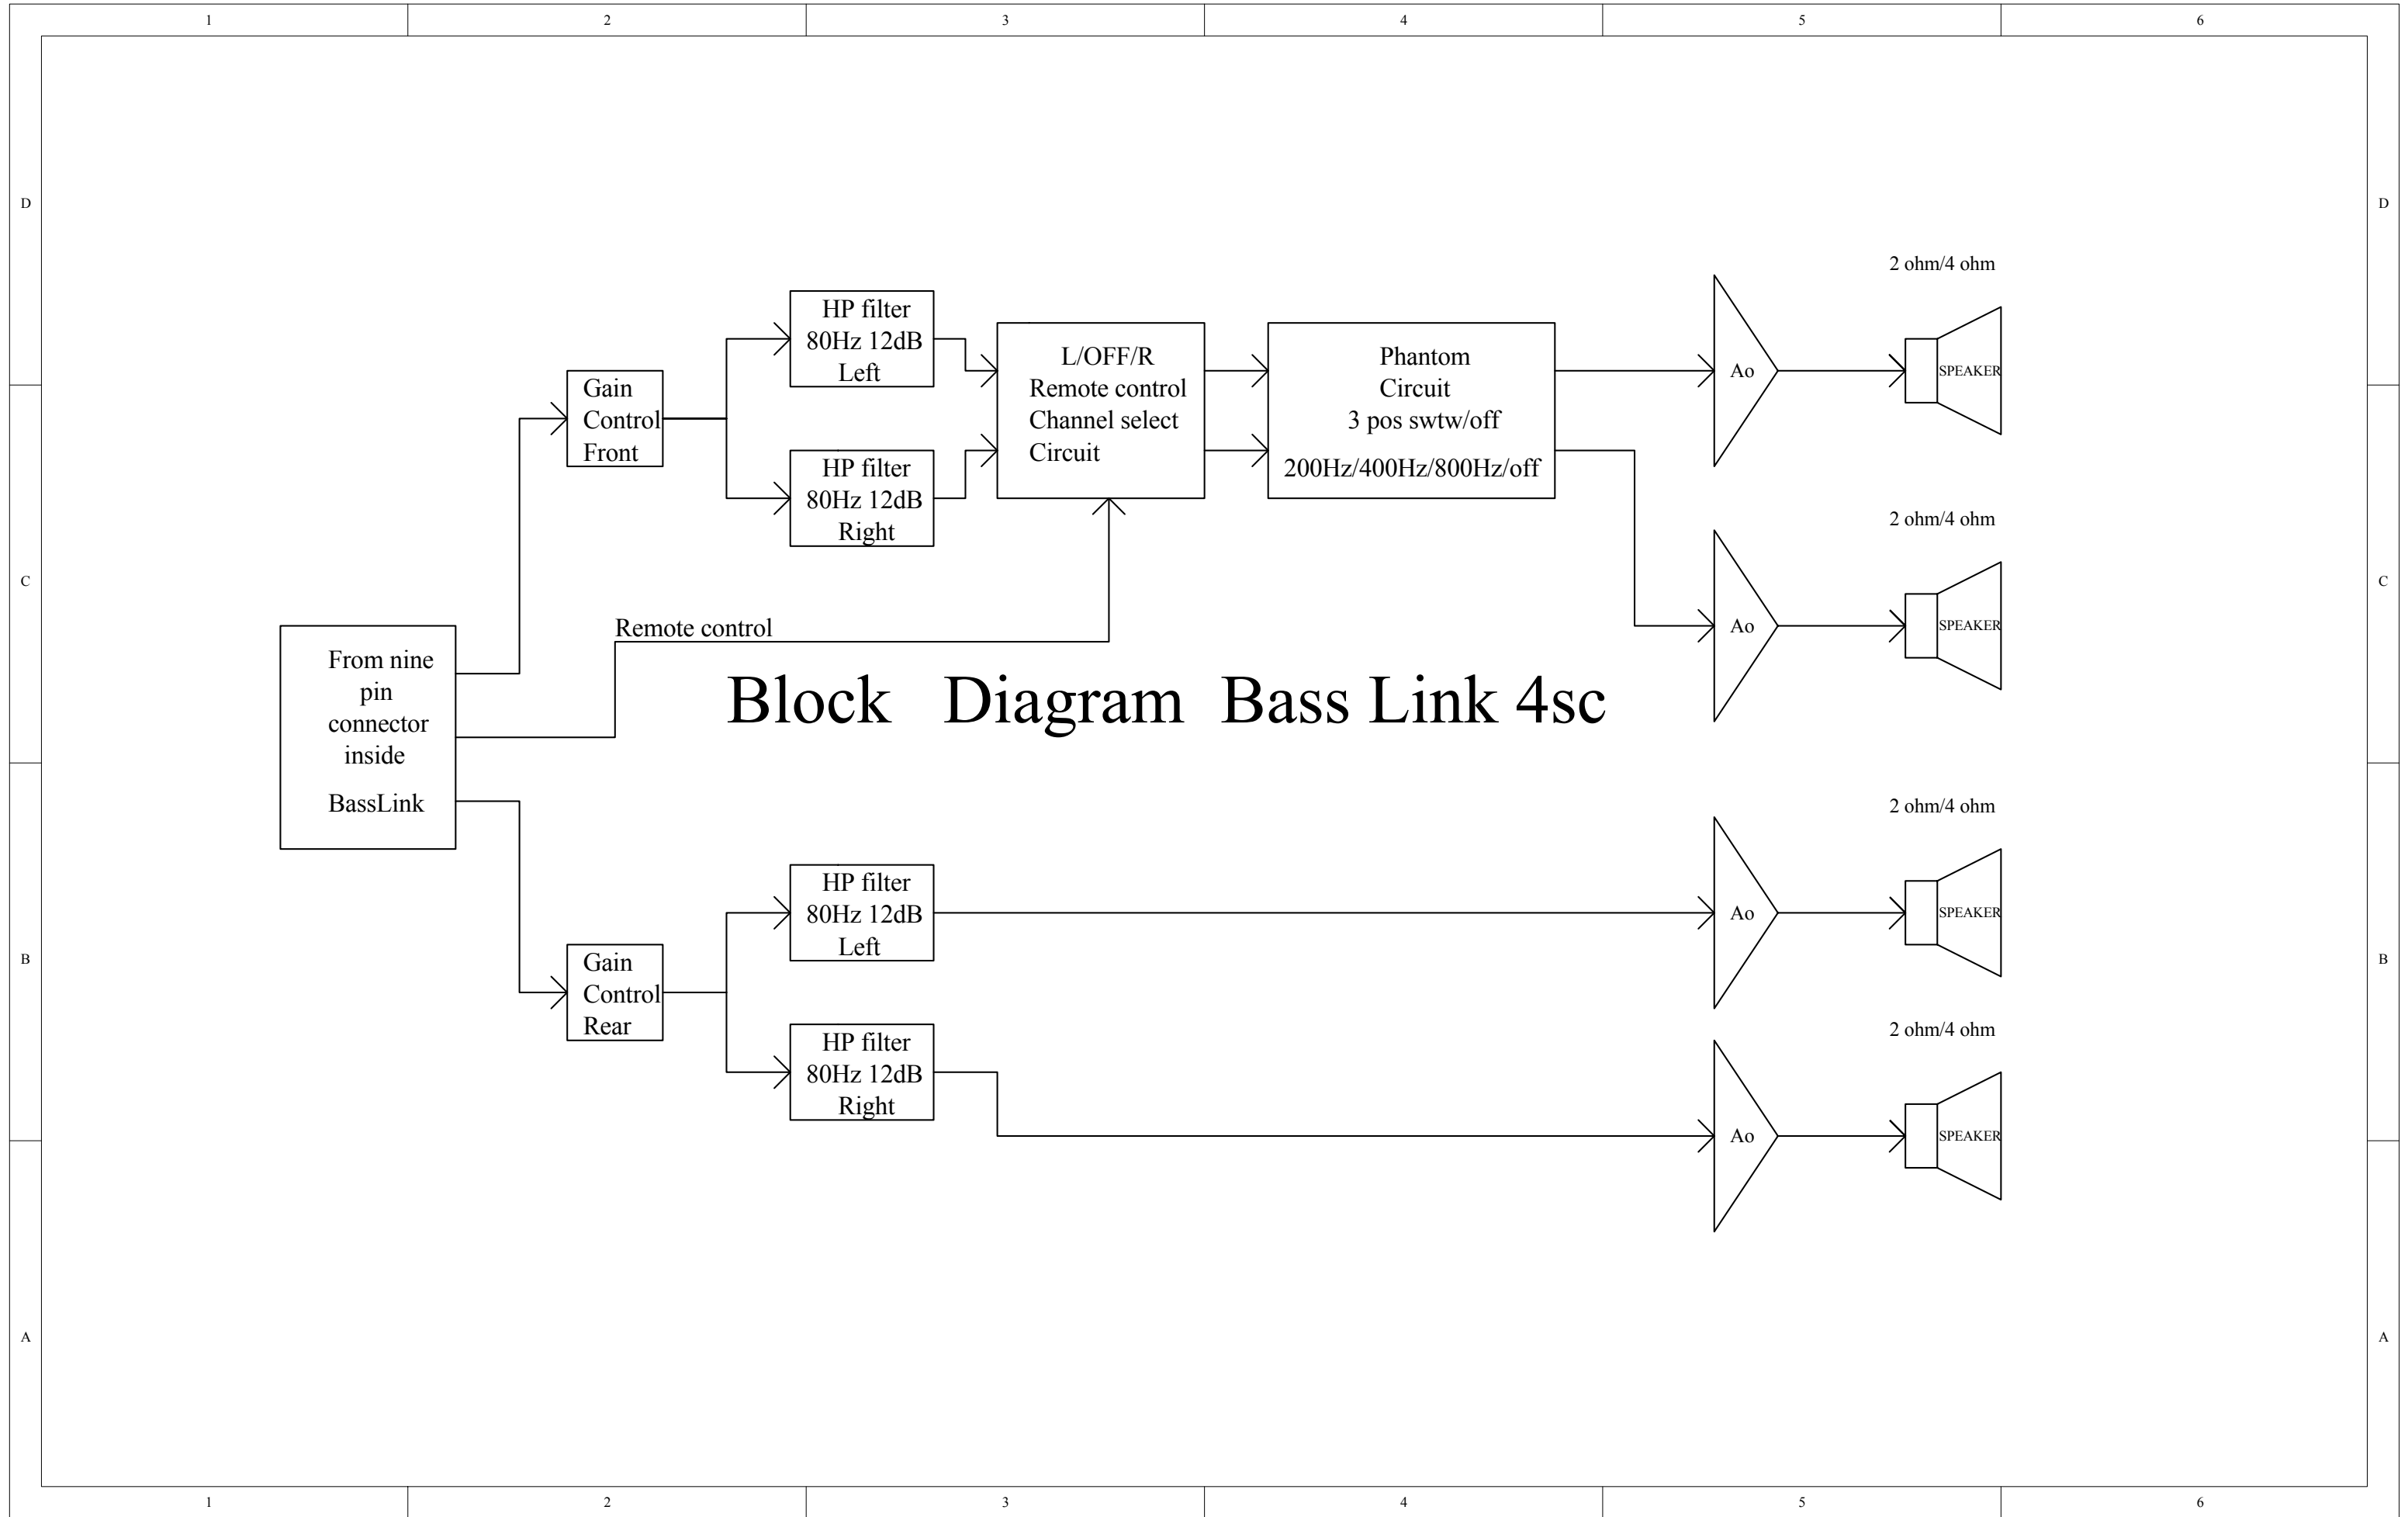 1 2 3 4 5 6
D D
2 ohm/4 ohm
HP filter
80Hz 12dB
Left
L/OFF/R
Remote control
Channel select
Circuit
Phantom
Circuit
3 pos swtw/off
200Hz/400Hz/800Hz/off
Ao
SPEAKER
Gain
Control
Front
HP filter
80Hz 12dB
Right
2 ohm/4 ohm
C C
Ao
SPEAKER
Remote control
From nine
pin
connector
inside
BassLink
Block Diagram Bass Link 4sc
2 ohm/4 ohm
HP filter
80Hz 12dB
Left
Ao
SPEAKER
B B
Gain
Control
Rear
2 ohm/4 ohm
HP filter
80Hz 12dB
Right
Ao
SPEAKER
A A
1 2 3 4 5 6